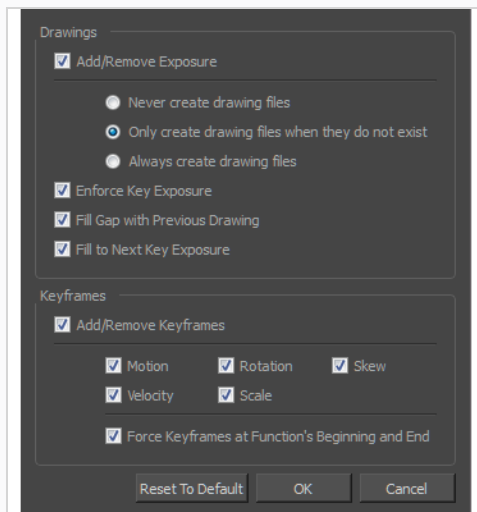 Drawings
Add/Remove Exposure
Never create drawing files
Only create drawing files when they do not exist
Always create drawing files
Enforce Key Exposure
Fill Gap with Previous Drawing
Fill to Next Key Exposure
Keyframes
Add/Remove Keyframes
Motion Rotation Skew
Velocity Scale
Force Keyframes at Function's Beginning and End
Reset To Default OK Cancel